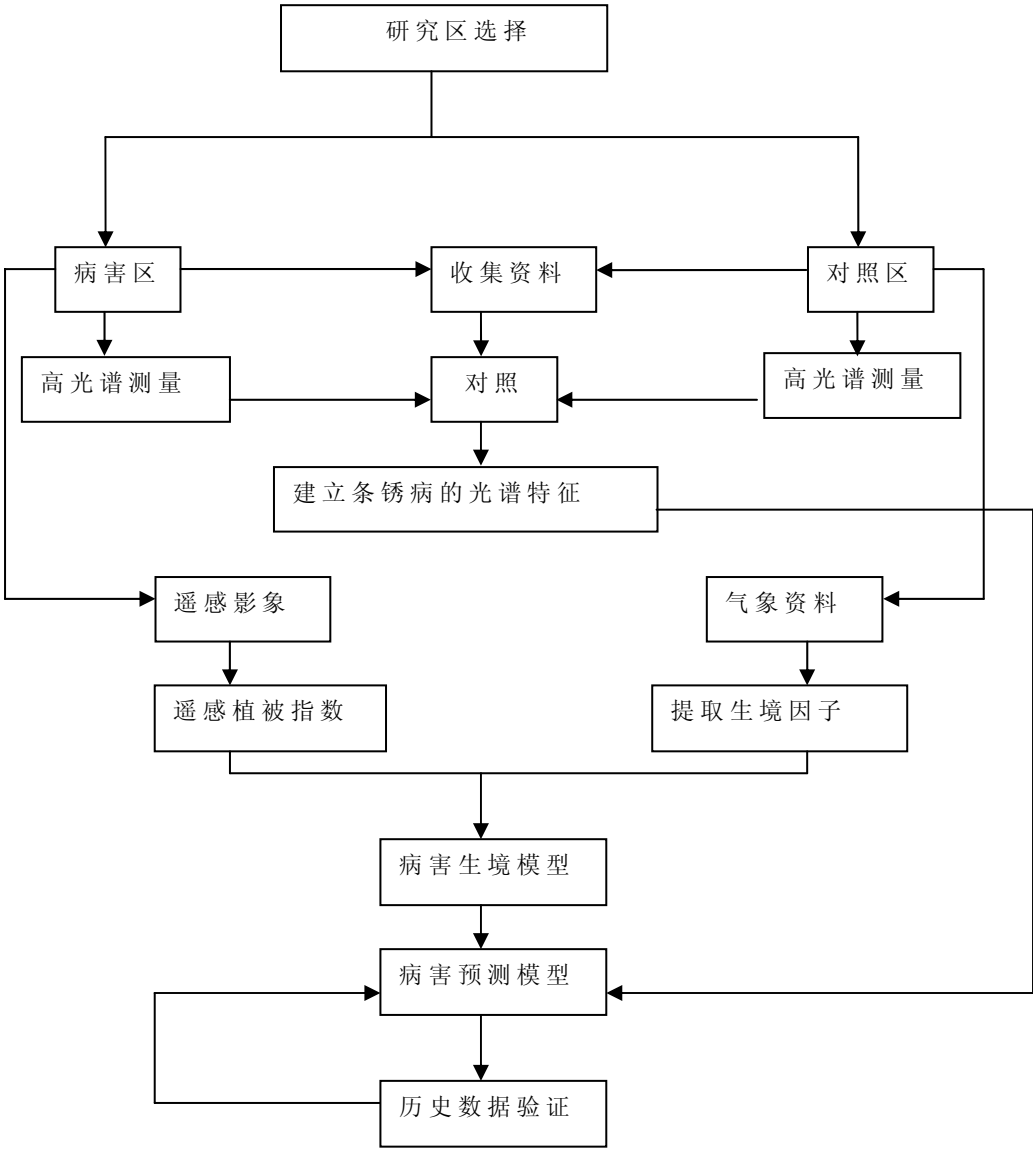 研究区选择
病害区
收集资料
对照区
高光谱测量
对照
高光谱测量
建立条锈病的光谱特征
遥感影象
气象资料
遥感植被指数
提取生境因子
病害生境模型
病害预测模型
历史数据验证